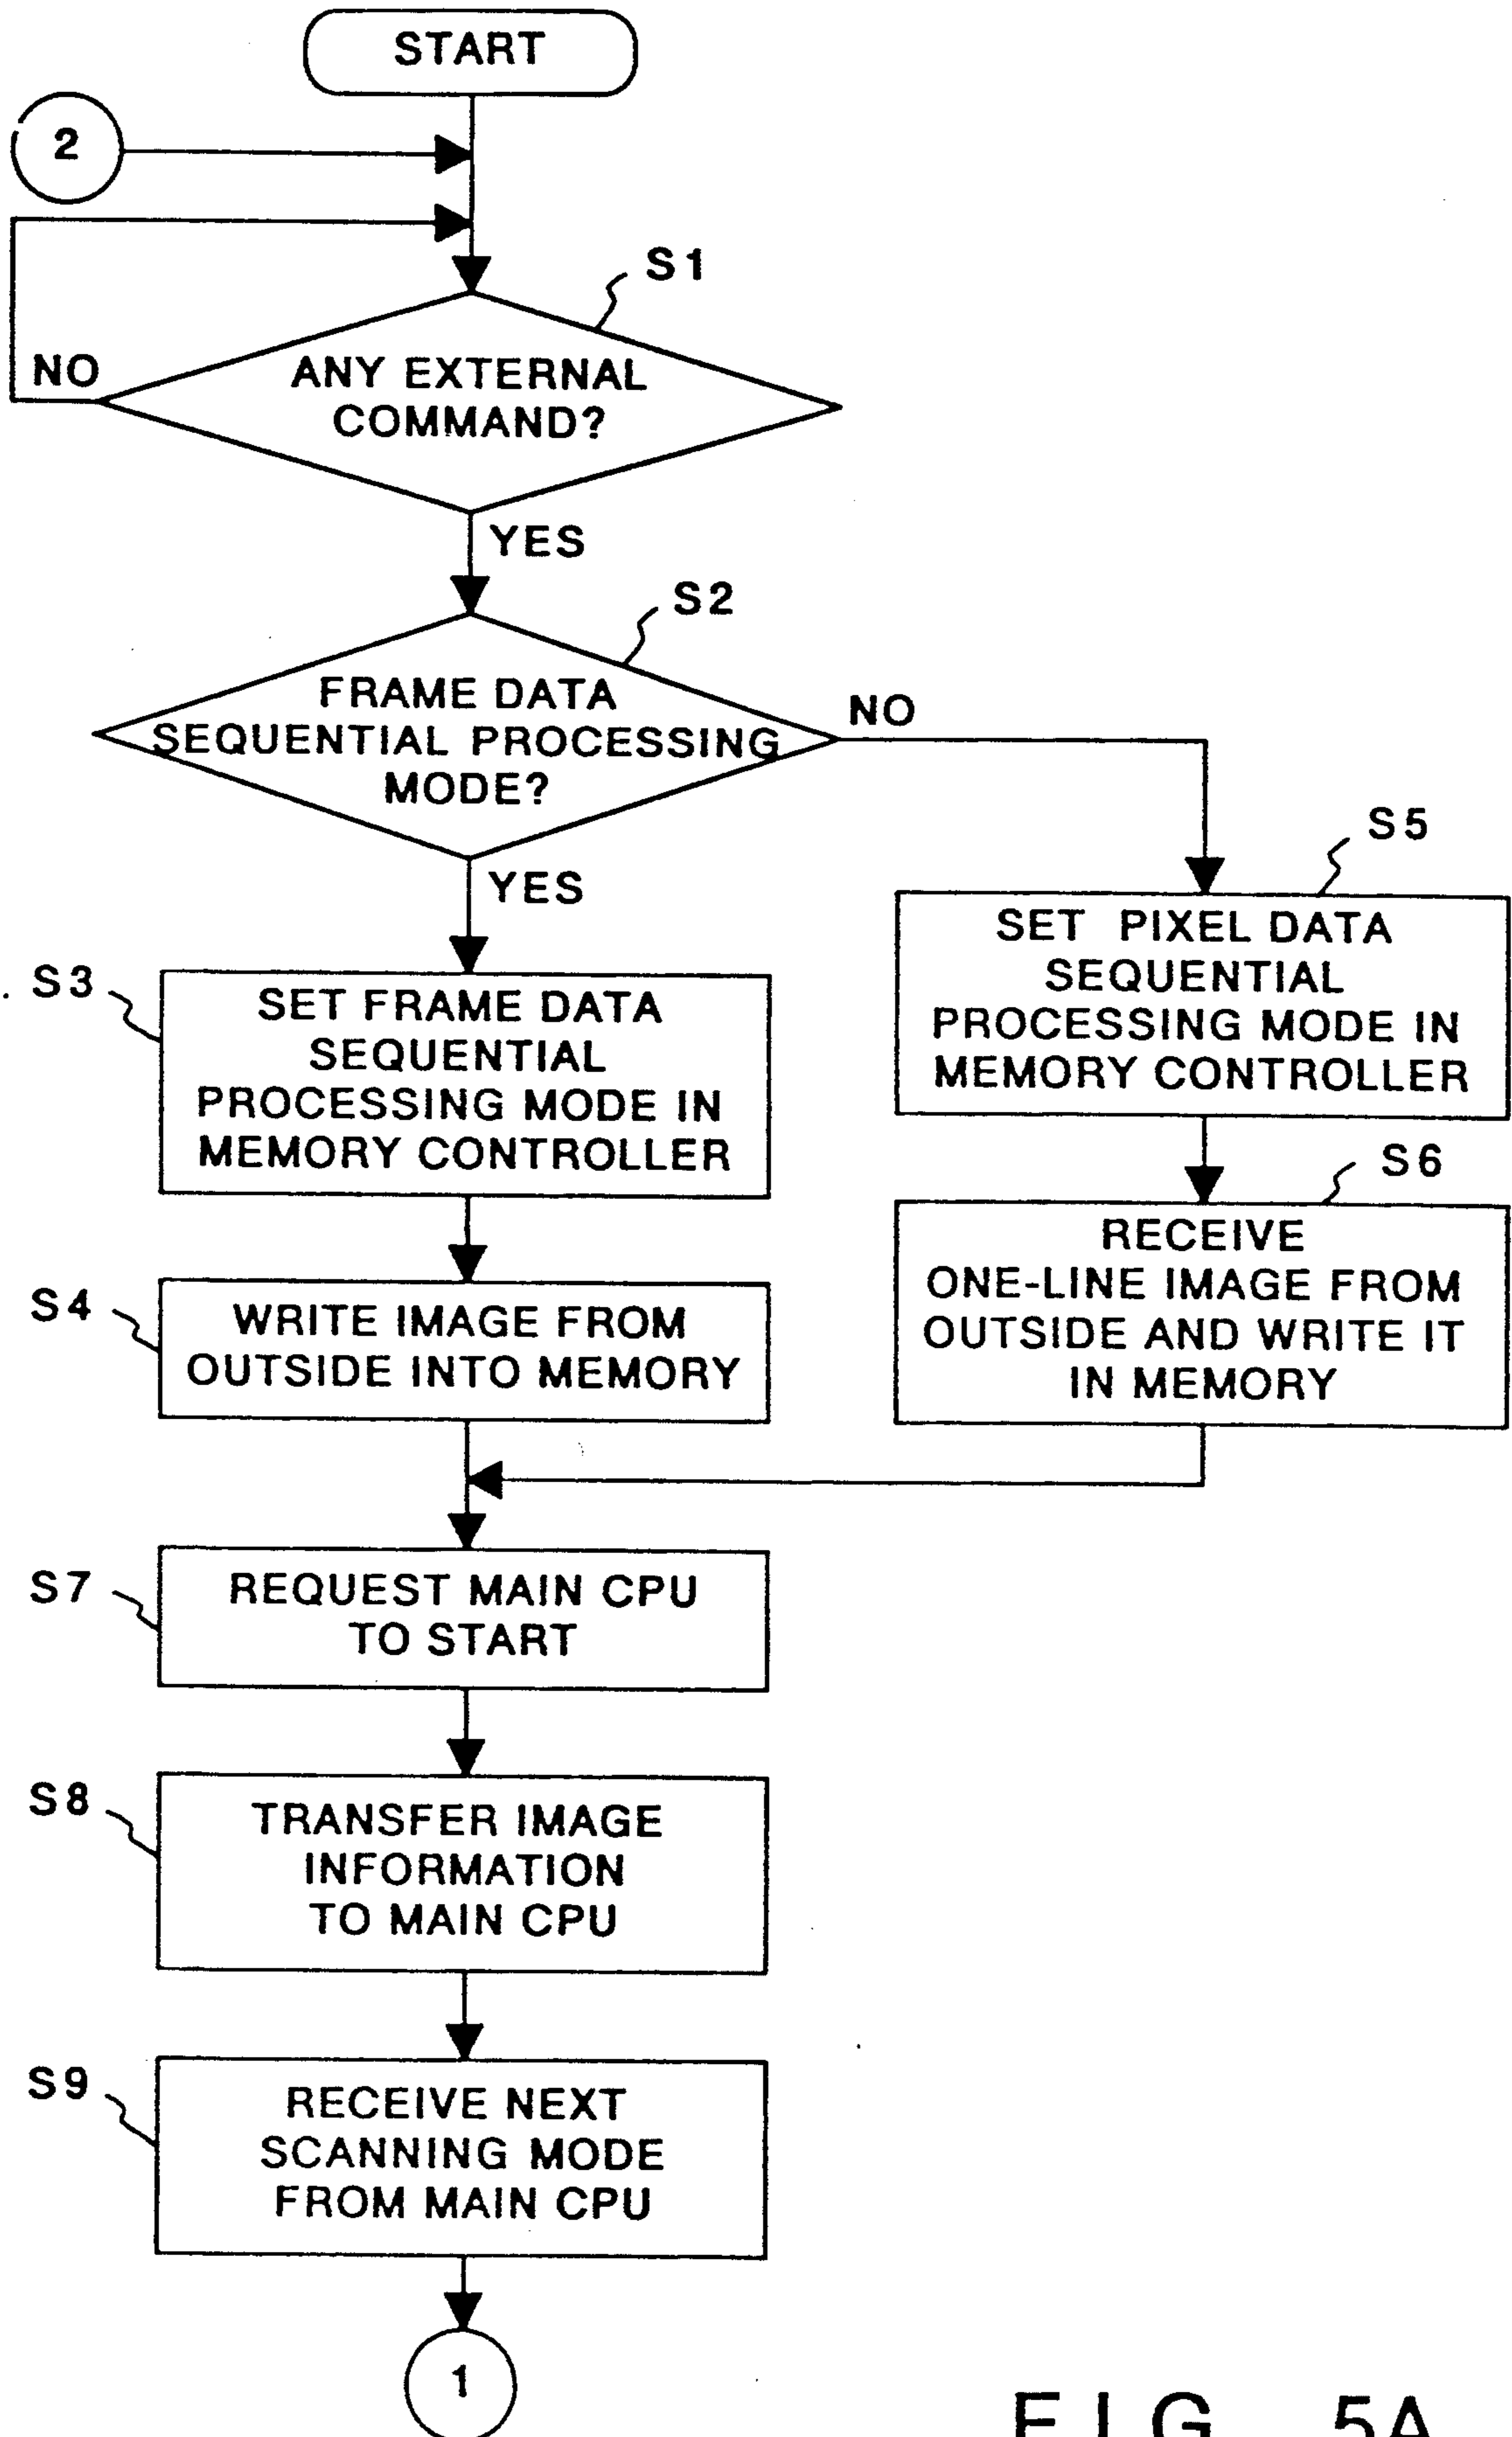 START
2
S1
NO
ANY EXTERNAL
COMMAND?
YES
S2
FRAME DATA
SEQUENTIAL PROCESSING
MODE?
NO
YES
S5
SET PIXEL DATA
SEQUENTIAL
PROCESSING MODE IN
MEMORY CONTROLLER
S3
SET FRAME DATA
SEQUENTIAL
PROCESSING MODE IN
MEMORY CONTROLLER
S6
RECEIVE
ONE-LINE IMAGE FROM
OUTSIDE AND WRITE IT
IN MEMORY
S4
WRITE IMAGE FROM
OUTSIDE INTO MEMORY
S7
REQUEST MAIN CPU
TO START
S8
TRANSFER IMAGE
INFORMATION
TO MAIN CPU
S9
RECEIVE NEXT
SCANNING MODE
FROM MAIN CPU
1
FIG. 5A